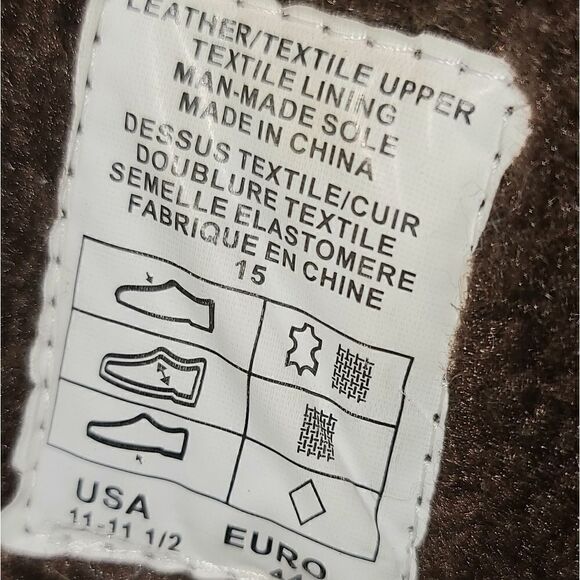 LEATHER/TEXTILE UPPER
TEXTILE LINING
MAN-MADE SOLE
MADE IN CHINA
DESSUS TEXTILE/CUIR
DOUBLURE TEXTILE
SEMELLE ELASTOMERE
FABRIQUE EN CHINE
15
USA
11-11 1/2
EURO